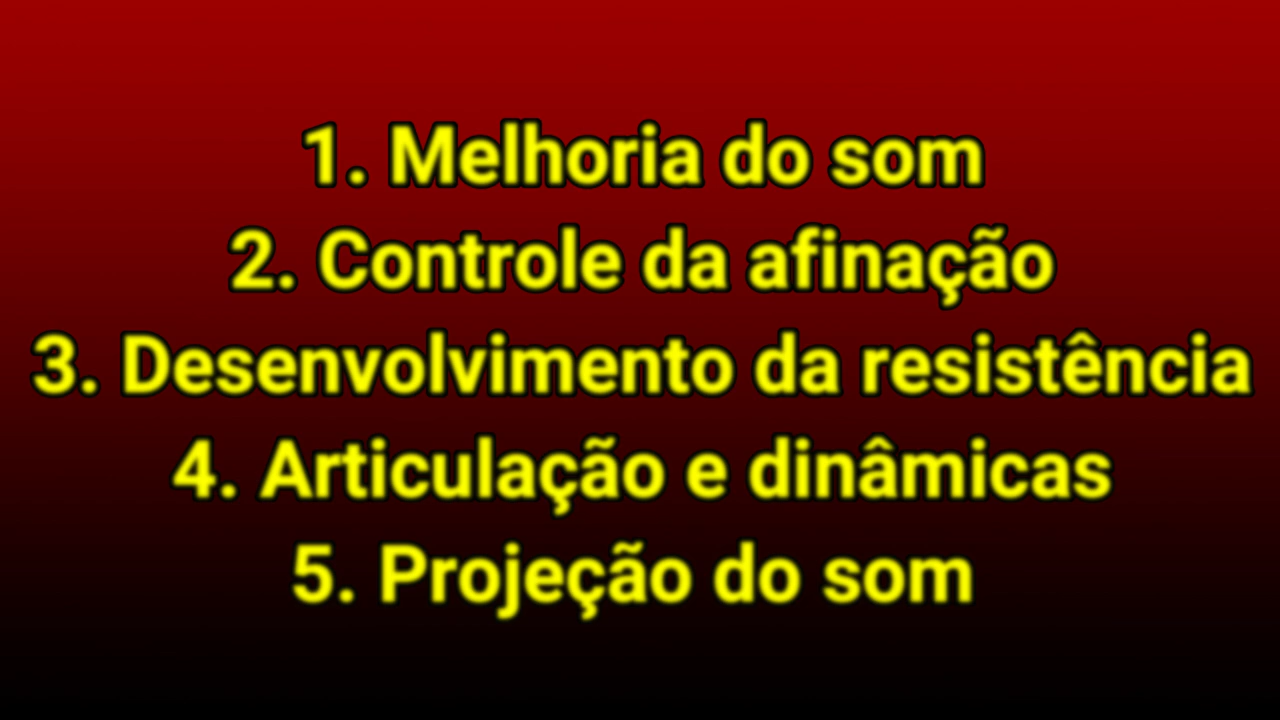 1. Melhoria do som
2. Controle da afinação
3. Desenvolvimento da resistência
4. Articulação e dinâmicas
5. Projeção do som